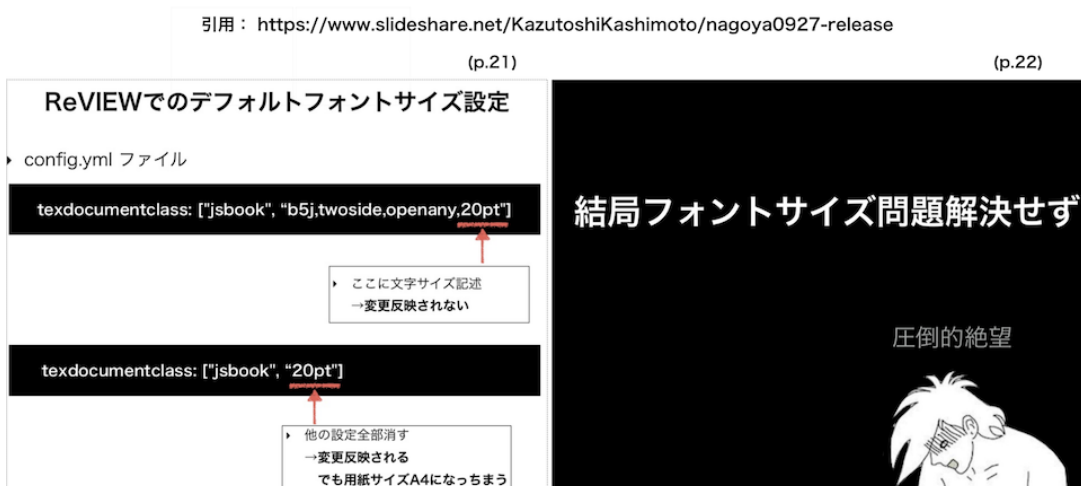 引用： https://www.slideshare.net/KazutoshiKashimoto/nagoya0927-release
(p.21)
ReVIEWでのデフォルトフォントサイズ設定
config.yml ファイル
texdocumentclass: ["jsbook", “b5j,twoside,openany,20pt"]
ここに文字サイズ記述
→変更反映されない
texdocumentclass: ["jsbook", “20pt"]
他の設定全部消す
→変更反映される
でも用紙サイズA4になっちまう
(p.22)
結局フォントサイズ問題解決せず
圧倒的絶望